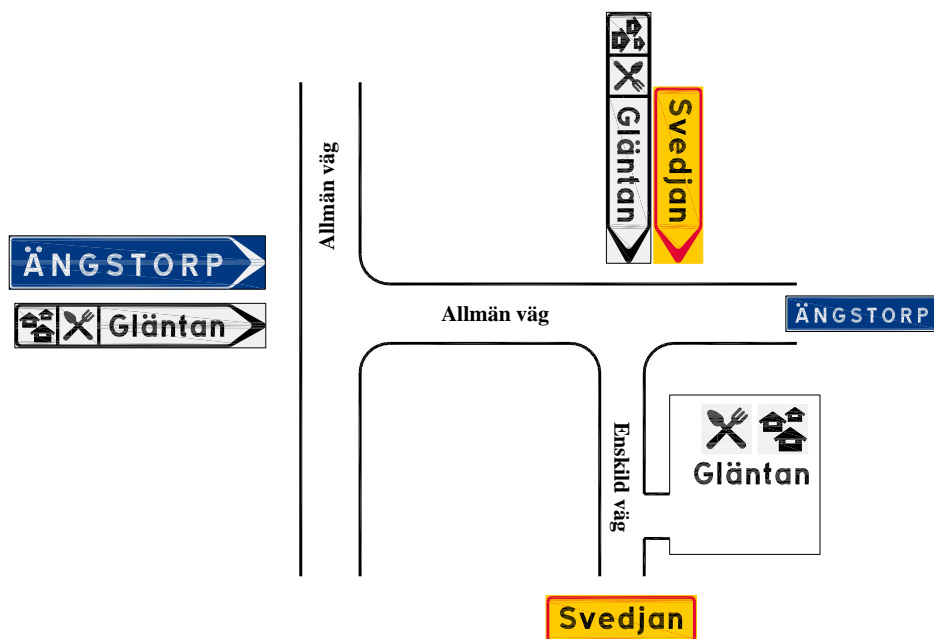 Gläntan
Svedjan
Allmän väg
ÄNGSTORP
Gläntan
Allmän väg
ÄNGSTORP
Enskild väg
Gläntan
Svedjan